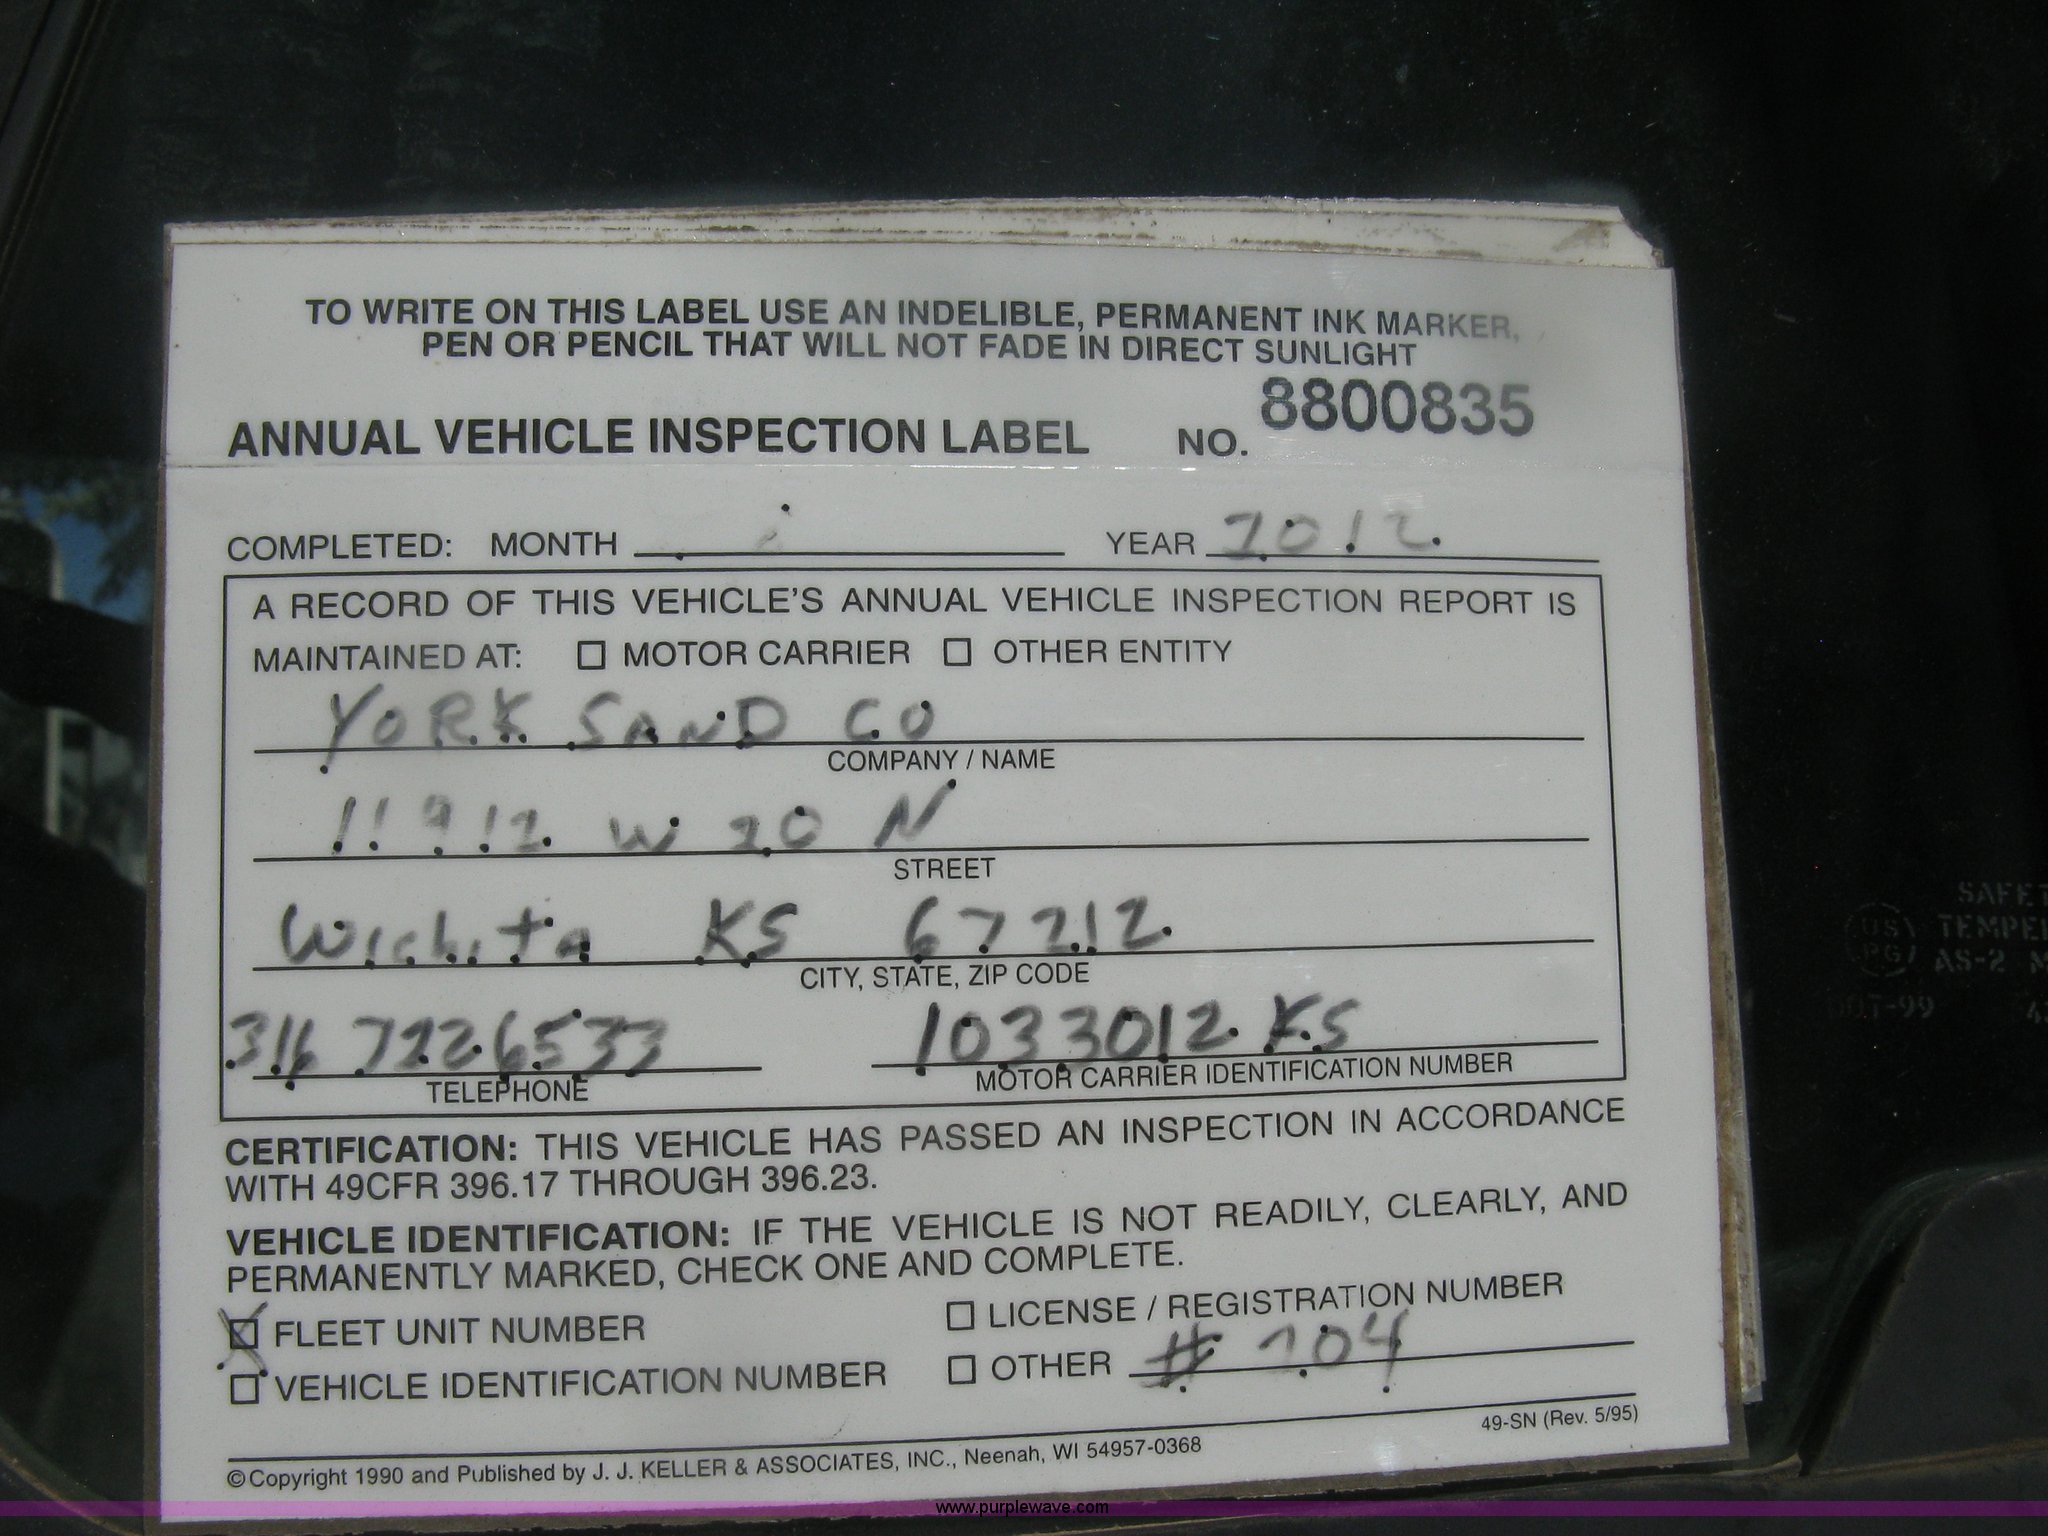 TO WRITE ON THIS LABEL USE AN INDELIBLE, PERMANENT INK MARKER,
PEN OR PENCIL THAT WILL NOT FADE IN DIRECT SUNLIGHT
ANNUAL VEHICLE INSPECTION LABEL NO. 8800835
COMPLETED: MONTH YEAR 2012
A RECORD OF THIS VEHICLE'S ANNUAL VEHICLE INSPECTION REPORT IS
MAINTAINED AT: MOTOR CARRIER OTHER ENTITY
YORK SAND CO
COMPANY / NAME
11912 W 20 N
STREET
Wichita KS 67212
CITY, STATE, ZIP CODE
316 7226533 1033012 KS
TELEPHONE MOTOR CARRIER IDENTIFICATION NUMBER
CERTIFICATION: THIS VEHICLE HAS PASSED AN INSPECTION IN ACCORDANCE
WITH 49CFR 396.17 THROUGH 396.23.
VEHICLE IDENTIFICATION: IF THE VEHICLE IS NOT READILY, CLEARLY, AND
PERMANENTLY MARKED, CHECK ONE AND COMPLETE.
X FLEET UNIT NUMBER LICENSE / REGISTRATION NUMBER
VEHICLE IDENTIFICATION NUMBER OTHER #
49-SN (Rev. 5/95)
©Copyright 1990 and Published by J. J. KELLER & ASSOCIATES, INC., Neenah, WI 54957-0368
SAFET
TEMPE
AS-2
www.purplewave.com